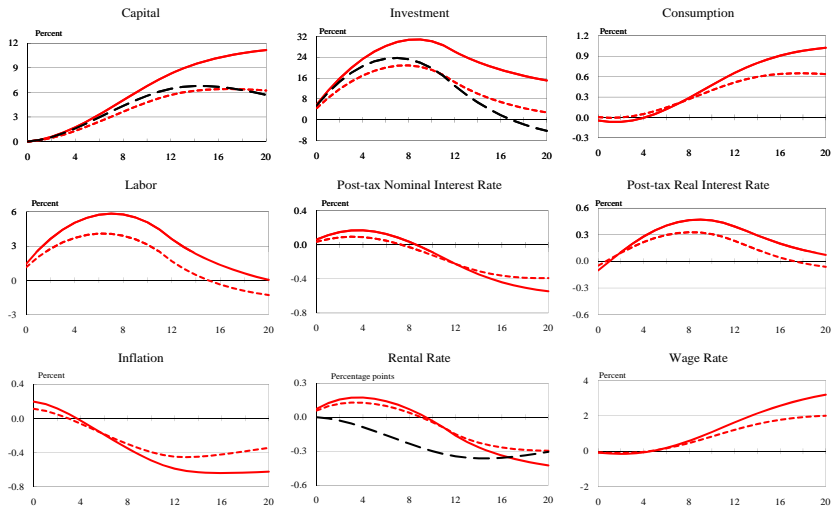 Capital Investment Consumption
Percent Percent Percent
12 32 1.2
9 24 0.9
6 16 0.6
3 8 0.3
0 0 0.0
-8 -0.3
0 4 8 12 16 20 0 4 8 12 16 20 0 4 8 12 16 20
Labor Post-tax Nominal Interest Rate Post-tax Real Interest Rate
Percent Percent Percent
6 0.4 0.6
3 0.0 0.3
0 -0.4 0.0
-3 -0.8 -0.3
-0.6
0 4 8 12 16 20 0 4 8 12 16 20 0 4 8 12 16 20
Inflation Rental Rate Wage Rate
Percent Percentage points Percent
0.4 0.3 4
0.0 0.0 2
-0.4 -0.3 0
-0.8 -0.6 -2
0 4 8 12 16 20 0 4 8 12 16 20 0 4 8 12 16 20